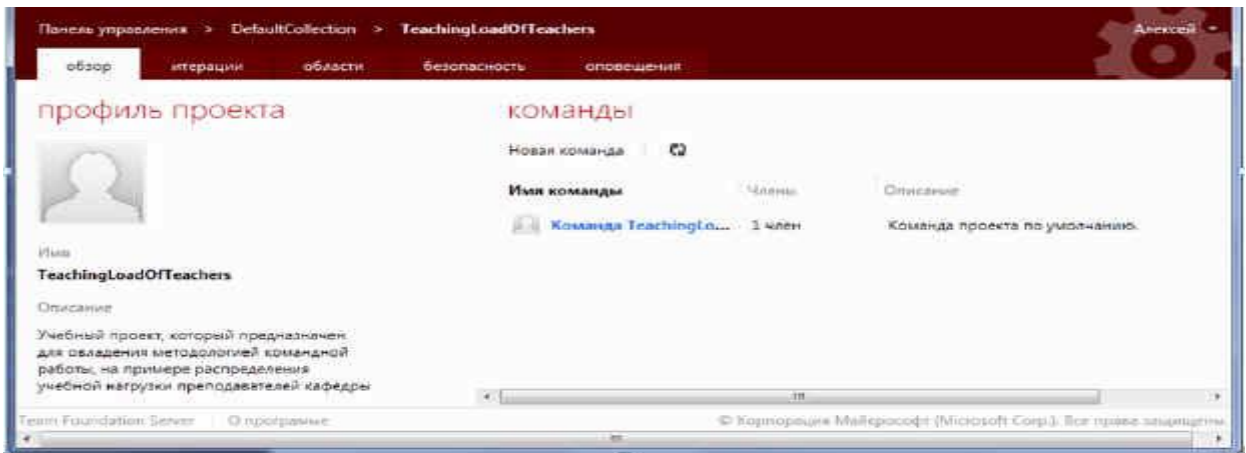 Панель управления > DefaultCollection > TeachingLoadOfTeachers
Алексей
обзор итерации области безопасность оповещения
профиль проекта
Имя
TeachingLoadOfTeachers
Описание
Учебный проект, который предназначен
для овладения методологией командной
работы, на примере распределения
учебной нагрузки преподавателей кафедры
команды
Новая команда
Имя команды Члены Описание
Команда TeachingLo... 1 член Команда проекта по умолчанию.
Team Foundation Server О программе
© Корпорация Майкрософт (Microsoft Corp.). Все права защищены.